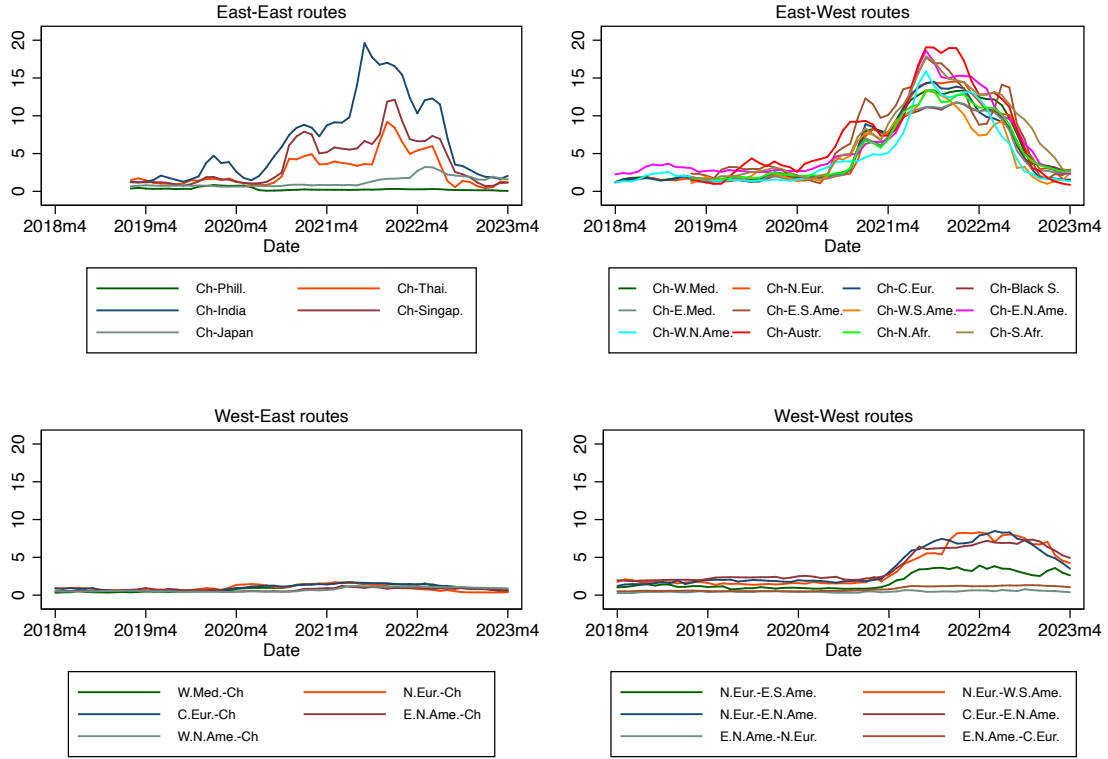 East-East routes
20
15
10
5
0
2018m4 2019m4 2020m4 2021m4 2022m4 2023m4
Date
Ch-Phill. Ch-Thai.
Ch-India Ch-Singap.
Ch-Japan
East-West routes
20
15
10
5
0
2018m4 2019m4 2020m4 2021m4 2022m4 2023m4
Date
Ch-W.Med. Ch-N.Eur. Ch-C.Eur. Ch-Black S.
Ch-E.Med. Ch-E.S.Ame. Ch-W.S.Ame. Ch-E.N.Ame.
Ch-W.N.Ame. Ch-Austr. Ch-N.Afr. Ch-S.Afr.
West-East routes
20
15
10
5
0
2018m4 2019m4 2020m4 2021m4 2022m4 2023m4
Date
W.Med.-Ch N.Eur.-Ch
C.Eur.-Ch E.N.Ame.-Ch
W.N.Ame.-Ch
West-West routes
20
15
10
5
0
2018m4 2019m4 2020m4 2021m4 2022m4 2023m4
Date
N.Eur.-E.S.Ame. N.Eur.-W.S.Ame.
N.Eur.-E.N.Ame. C.Eur.-E.N.Ame.
E.N.Ame.-N.Eur. E.N.Ame.-C.Eur.